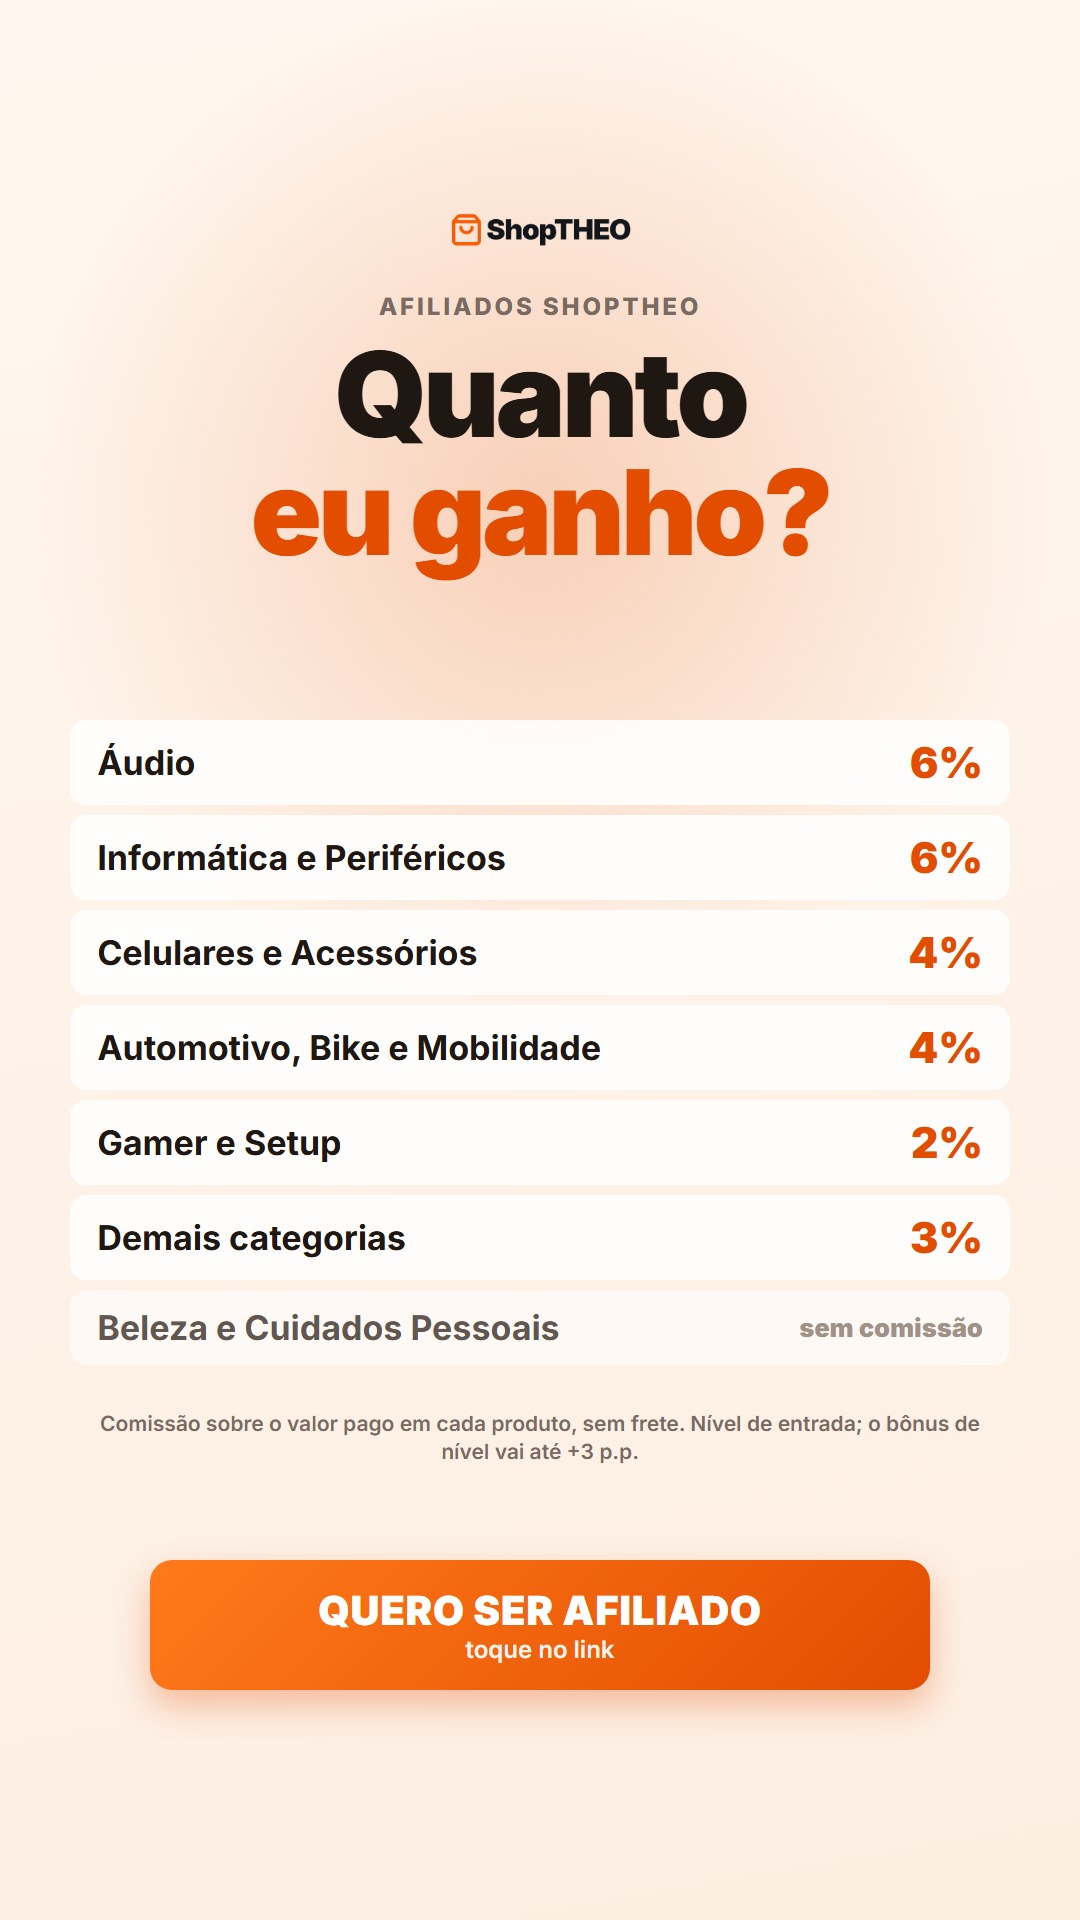 ShopTHEO
AFILIADOS SHOPTHEO
Quanto
eu ganho?
Áudio 6%
Informática e Periféricos 6%
Celulares e Acessórios 4%
Automotivo, Bike e Mobilidade 4%
Gamer e Setup 2%
Demais categorias 3%
Beleza e Cuidados Pessoais sem comissão
Comissão sobre o valor pago em cada produto, sem frete. Nível de entrada; o bônus de
nível vai até +3 p.p.
QUERO SER AFILIADO
toque no link